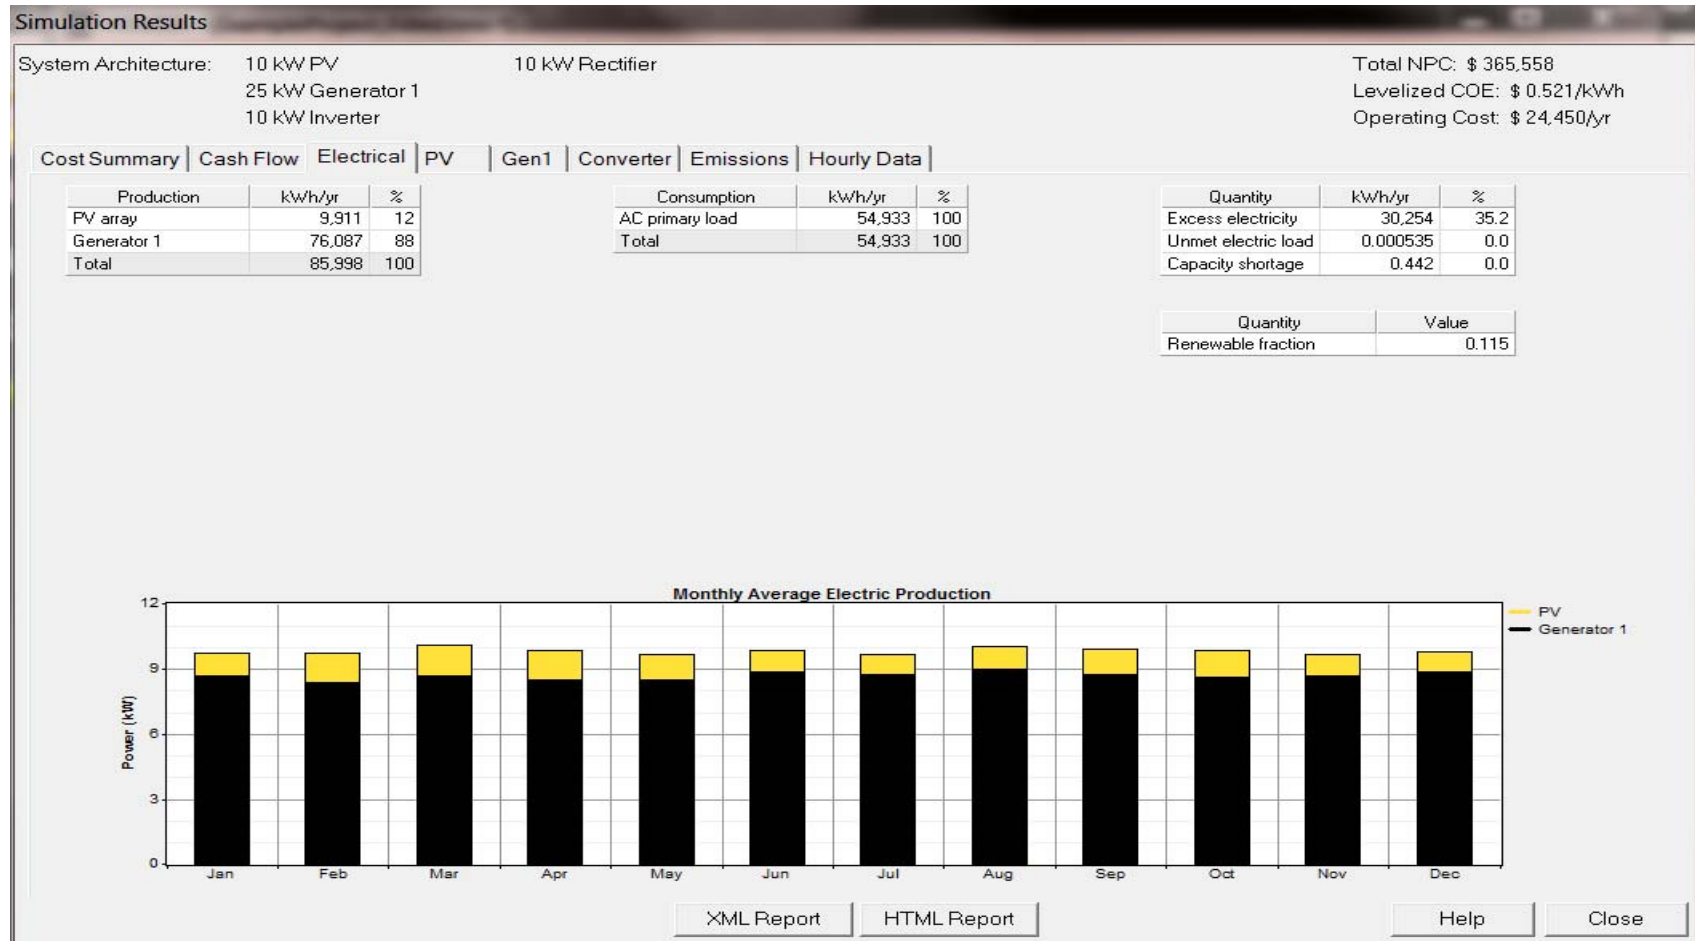 Simulation Results
System Architecture: 10 kW PV 10 kW Rectifier
25 kW Generator 1
10 kW Inverter
Total NPC: $ 365,558
Levelized COE: $ 0.521/kWh
Operating Cost: $ 24,450/yr
Cost Summary Cash Flow Electrical PV Gen1 Converter Emissions Hourly Data
Production kWh/yr %
PV array 9,911 12
Generator 1 76,087 88
Total 85,998 100
Consumption kWh/yr %
AC primary load 54,933 100
Total 54,933 100
Quantity kWh/yr %
Excess electricity 30,254 35.2
Unmet electric load 0.000535 0.0
Capacity shortage 0.442 0.0
Quantity Value
Renewable fraction 0.115
Monthly Average Electric Production
PV
Generator 1
Power (kW)
12
9
6
3
0
Jan Feb Mar Apr May Jun Jul Aug Sep Oct Nov Dec
XML Report HTML Report Help Close